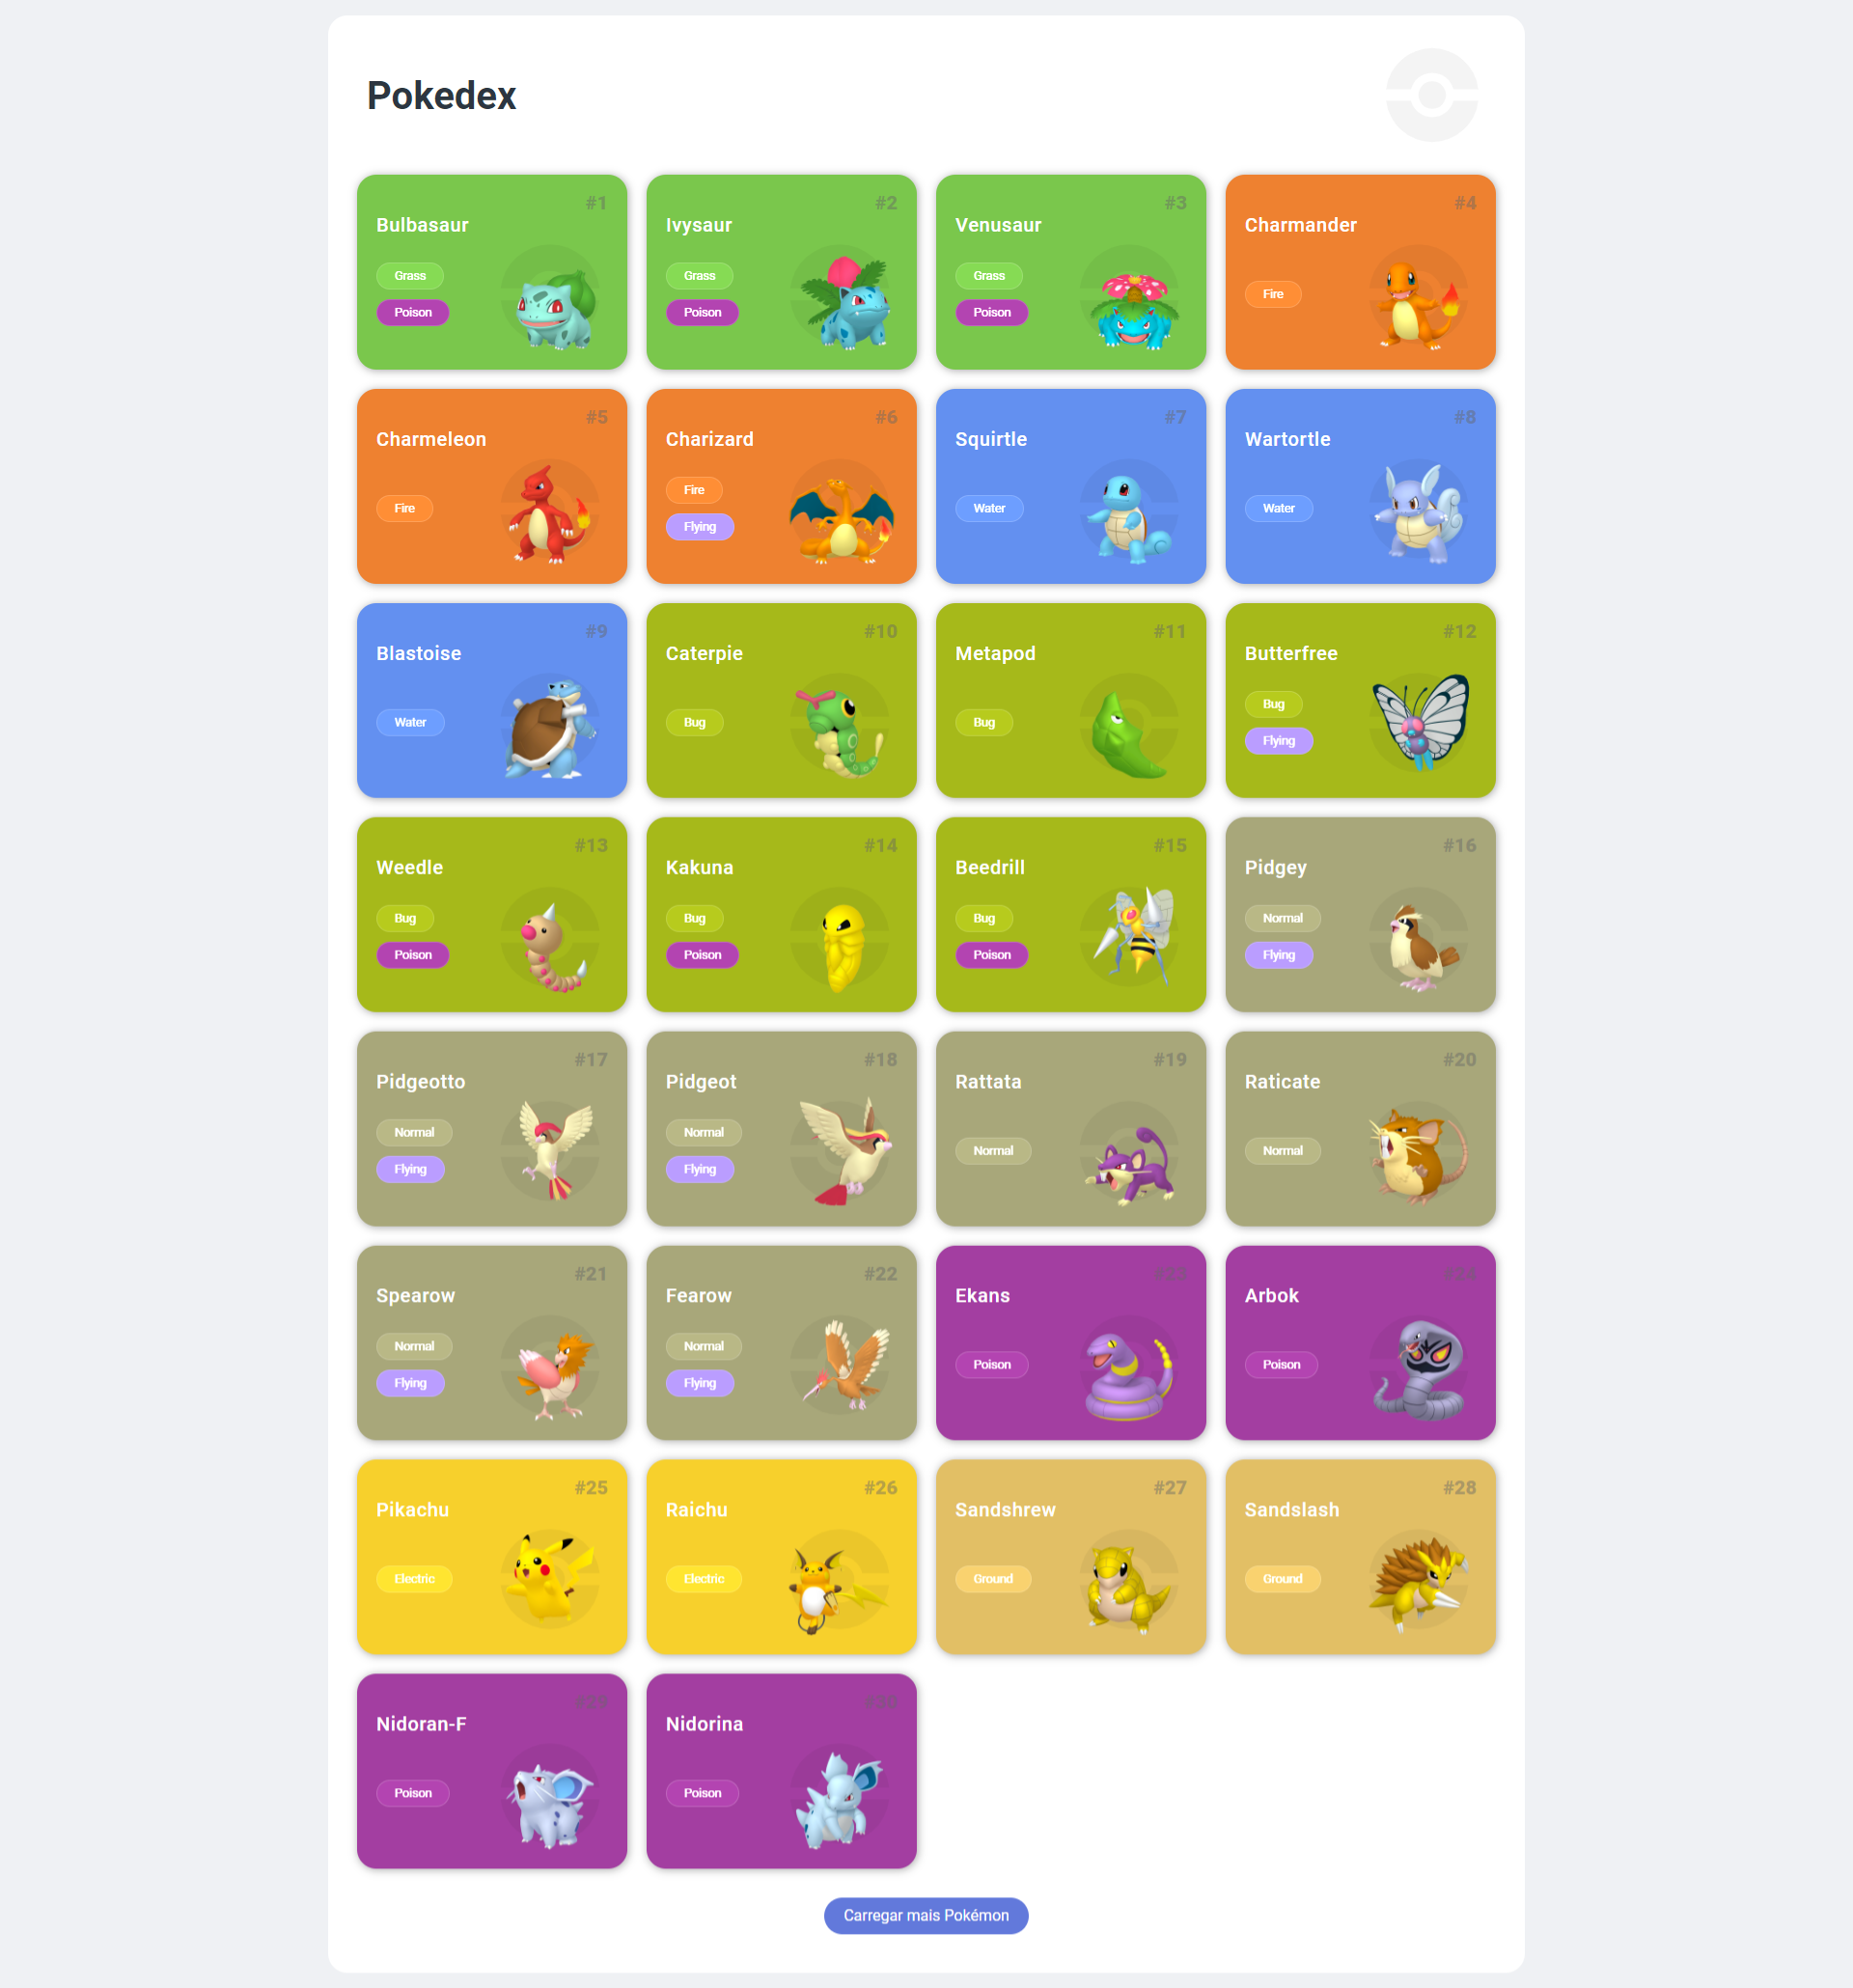 Pokedex
#1
Bulbasaur
Grass
Poison
#2
Ivysaur
Grass
Poison
#3
Venusaur
Grass
Poison
#4
Charmander
Fire
#5
Charmeleon
Fire
#6
Charizard
Fire
Flying
#7
Squirtle
Water
#8
Wartortle
Water
#9
Blastoise
Water
#10
Caterpie
Bug
#11
Metapod
Bug
#12
Butterfree
Bug
Flying
#13
Weedle
Bug
Poison
#14
Kakuna
Bug
Poison
#15
Beedrill
Bug
Poison
#16
Pidgey
Normal
Flying
#17
Pidgeotto
Normal
Flying
#18
Pidgeot
Normal
Flying
#19
Rattata
Normal
#20
Raticate
Normal
#21
Spearow
Normal
Flying
#22
Fearow
Normal
Flying
#23
Ekans
Poison
#24
Arbok
Poison
#25
Pikachu
Electric
#26
Raichu
Electric
#27
Sandshrew
Ground
#28
Sandslash
Ground
#29
Nidoran-F
Poison
#30
Nidorina
Poison
Carregar mais Pokémon